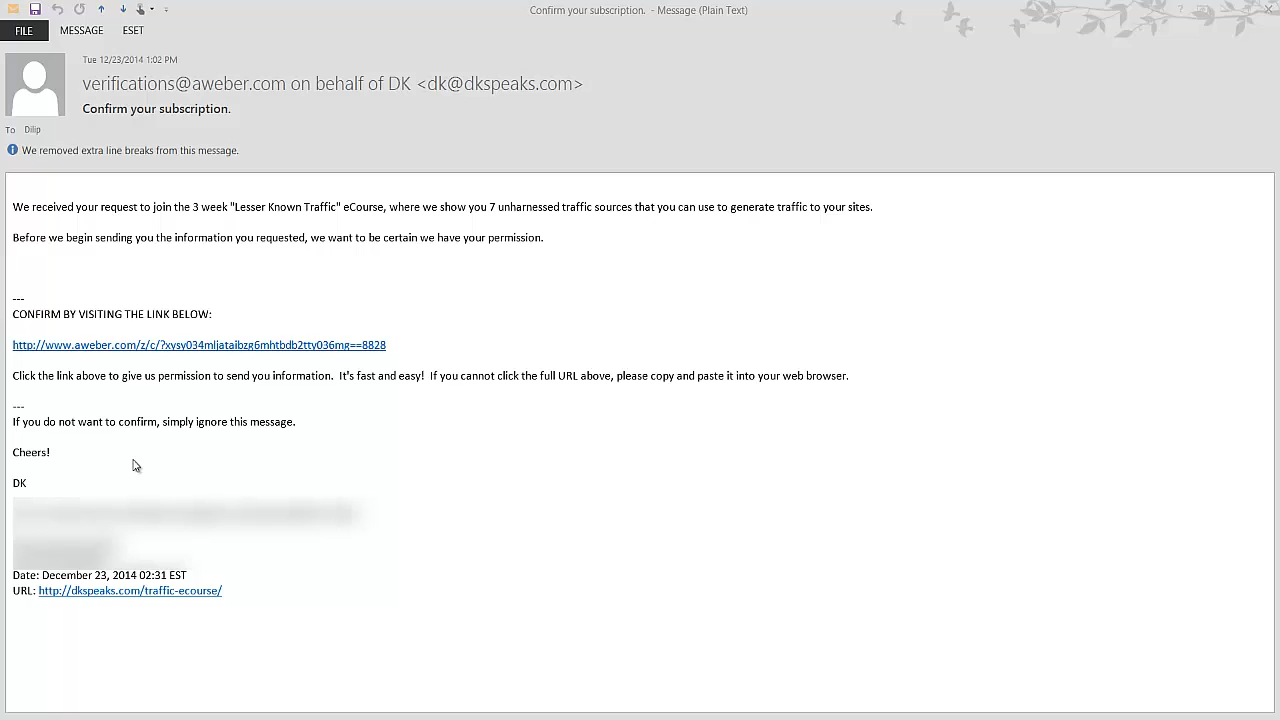 Confirm your subscription. - Message (Plain Text)
FILE MESSAGE ESET
Tue 12/23/2014 1:02 PM
verifications@aweber.com on behalf of DK <dk@dkspeaks.com>
Confirm your subscription.
To Dilip
We removed extra line breaks from this message.
We received your request to join the 3 week "Lesser Known Traffic" eCourse, where we show you 7 unharnessed traffic sources that you can use to generate traffic to your sites.
Before we begin sending you the information you requested, we want to be certain we have your permission.
---
CONFIRM BY VISITING THE LINK BELOW:
http://www.aweber.com/z/c/?xysy034mljataibzg6mhtbdb2tty036mg==8828
Click the link above to give us permission to send you information. It's fast and easy! If you cannot click the full URL above, please copy and paste it into your web browser.
---
If you do not want to confirm, simply ignore this message.
Cheers!
DK
Date: December 23, 2014 02:31 EST
URL: http://dkspeaks.com/traffic-ecourse/